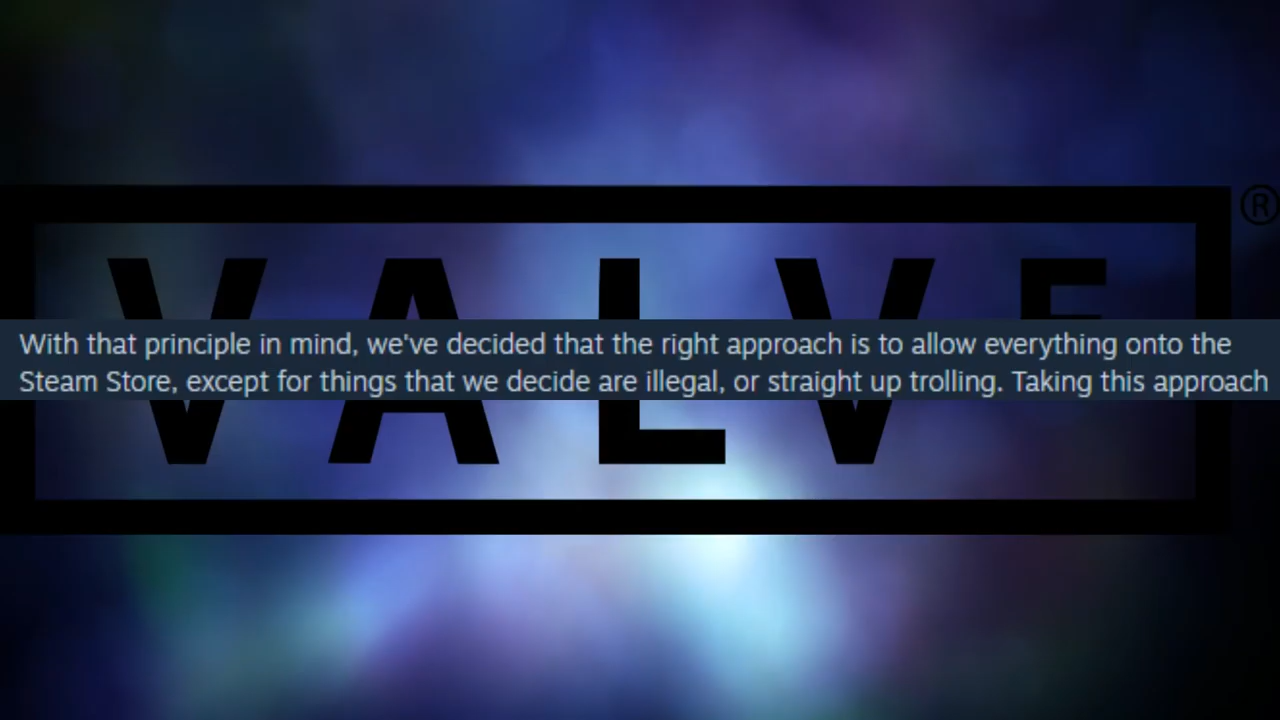 VALVE ®
With that principle in mind, we've decided that the right approach is to allow everything onto the
Steam Store, except for things that we decide are illegal, or straight up trolling. Taking this approach